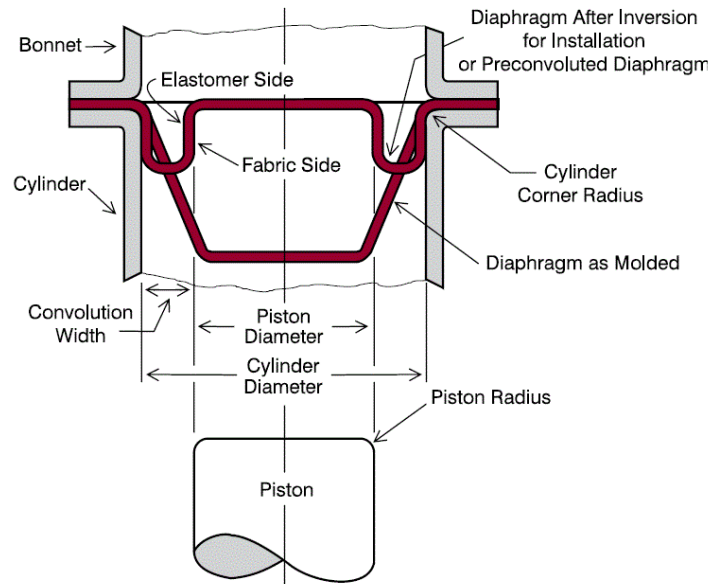 Bonnet
Diaphragm After Inversion
for Installation
or Preconvoluted Diaphragm
Elastomer Side
Fabric Side
Cylinder
Cylinder
Corner Radius
Diaphragm as Molded
Convolution
Width
Piston
Diameter
Cylinder
Diameter
Piston Radius
Piston